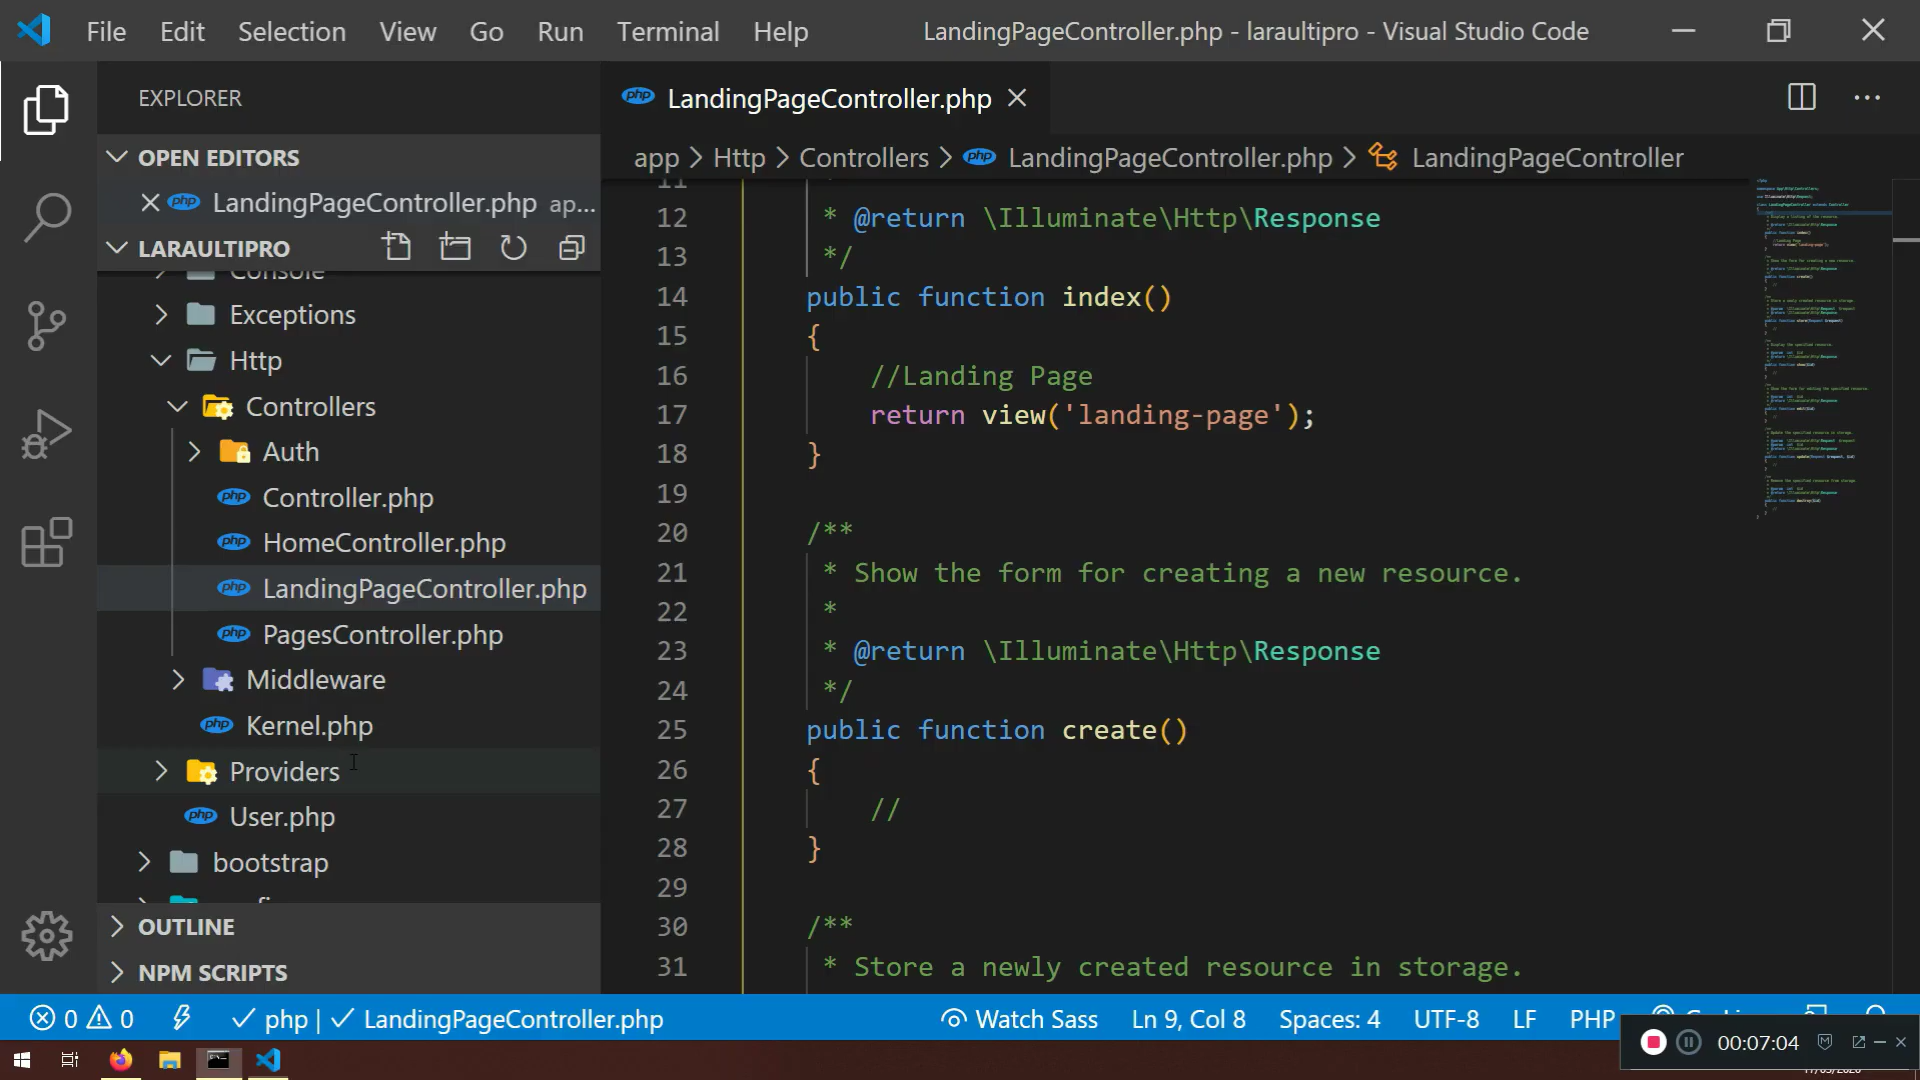 File Edit Selection View Go Run Terminal Help LandingPageController.php - laraultipro - Visual Studio Code
EXPLORER
OPEN EDITORS
LandingPageController.php ap...
LARAULTIPRO
Console
Exceptions
Http
Controllers
Auth
Controller.php
HomeController.php
LandingPageController.php
PagesController.php
Middleware
Kernel.php
Providers
User.php
bootstrap
OUTLINE
NPM SCRIPTS
LandingPageController.php
app > Http > Controllers > LandingPageController.php > LandingPageController
11
12 * @return \Illuminate\Http\Response
13 */
14 public function index()
15 {
16 //Landing Page
17 return view('landing-page');
18 }
19
20 /**
21 * Show the form for creating a new resource.
22 *
23 * @return \Illuminate\Http\Response
24 */
25 public function create()
26 {
27 //
28 }
29
30 /**
31 * Store a newly created resource in storage.
0 0 php | LandingPageController.php Watch Sass Ln 9, Col 8 Spaces: 4 UTF-8 LF PHP
00:07:04